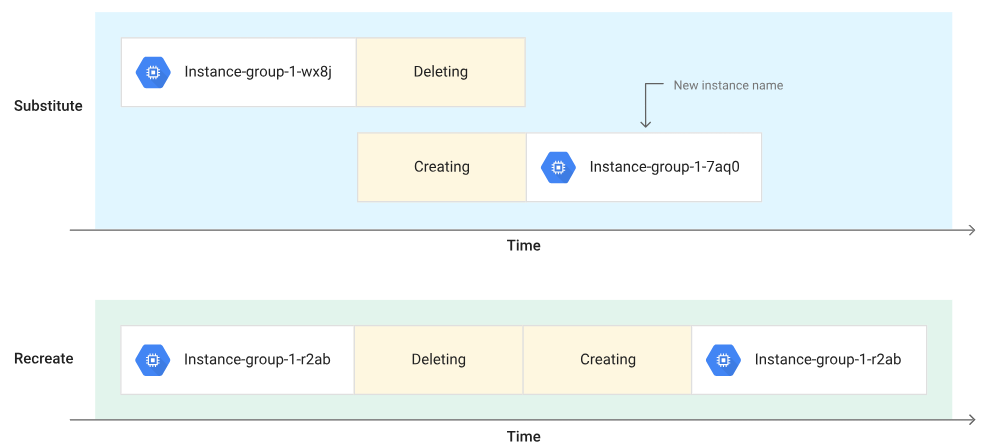 Instance-group-1-wx8j
Deleting
Substitute
New instance name
Creating
Instance-group-1-7aq0
Time
Recreate
Instance-group-1-r2ab
Deleting
Creating
Instance-group-1-r2ab
Time